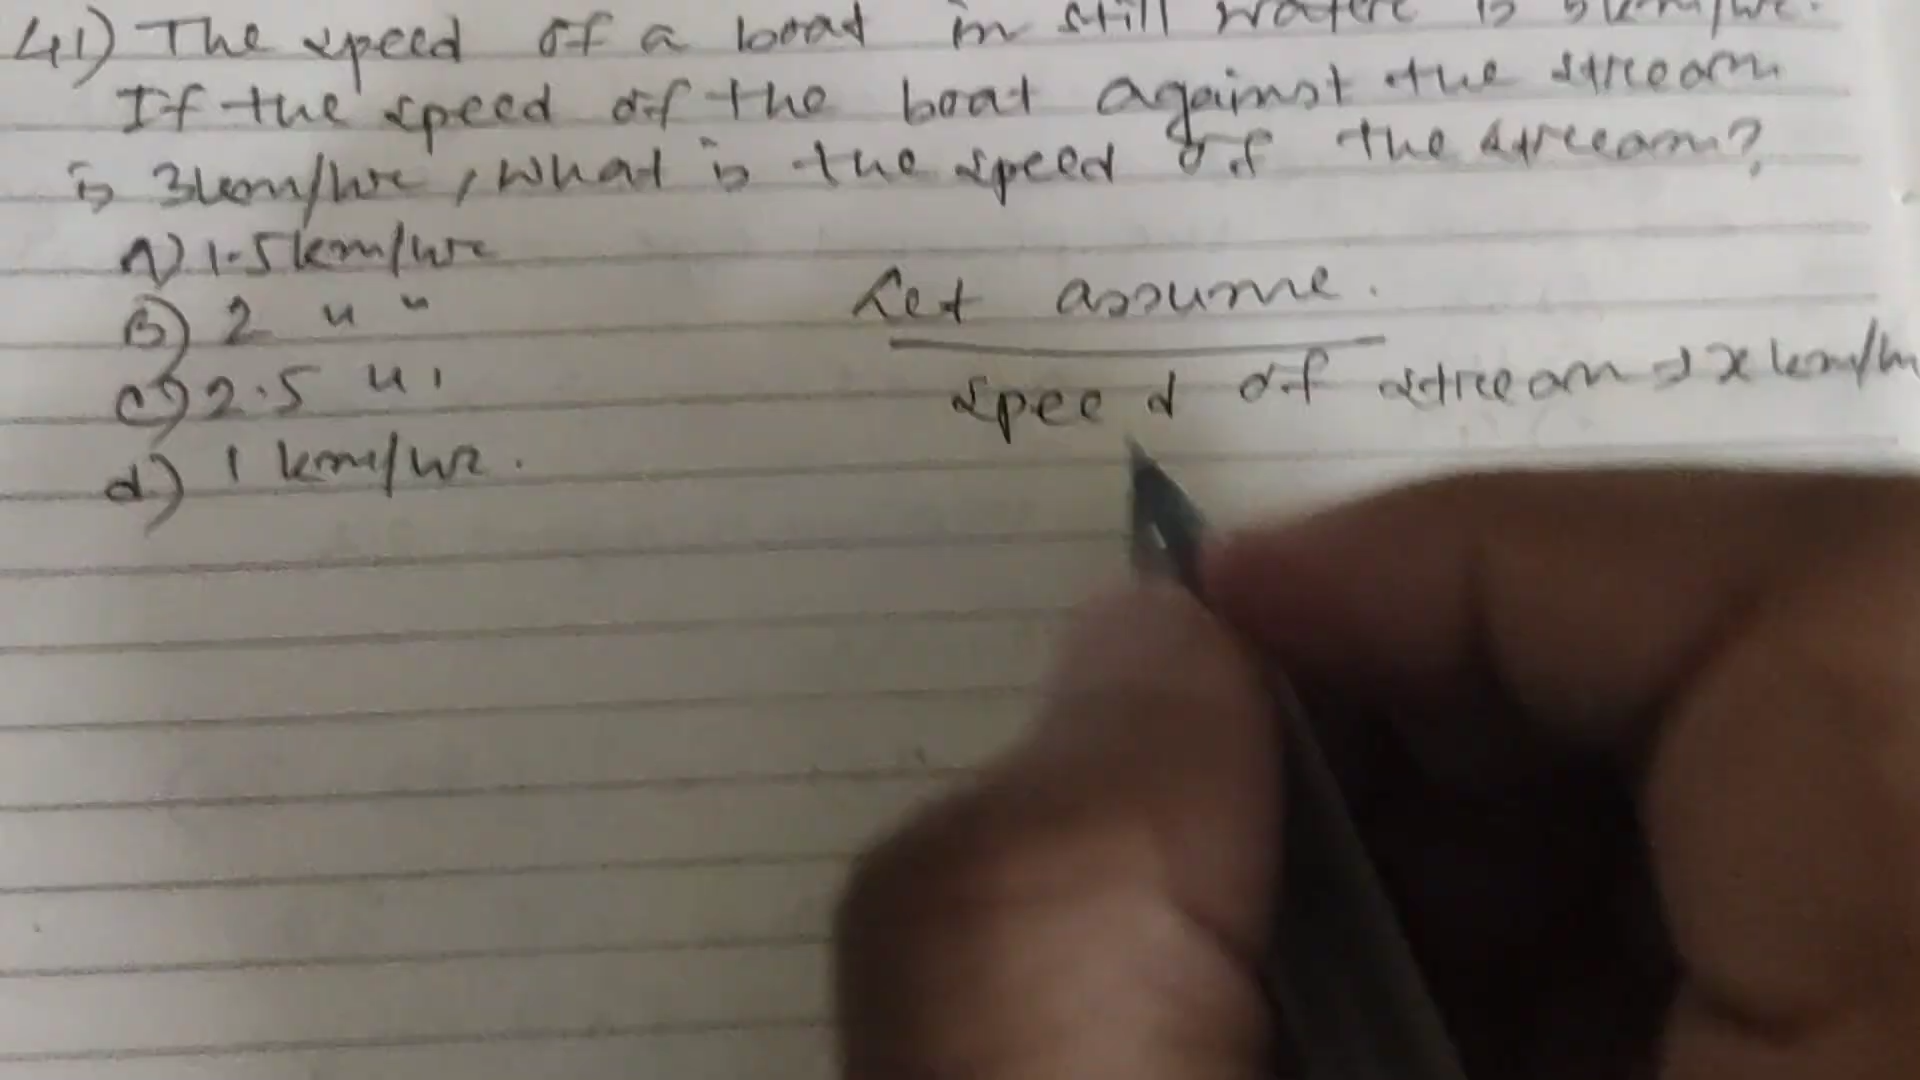 41) The speed of a boat in still water is 5km/hr.
If the speed of the boat against the stream
is 3km/hr, what is the speed of the stream?
A) 1.5km/hr
B) 2 " "
C) 2.5 " "
d) 1 km/hr.
Let assume.
speed of stream = x km/h